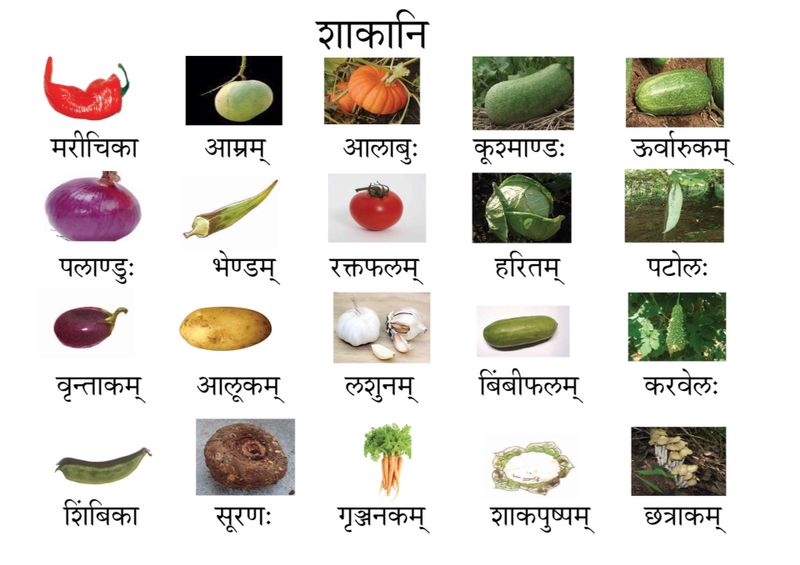 शाकानि
मरीचिका आम्रम् आलाबुः कूश्माण्डः ऊर्वारुकम्
पलाण्डुः भेण्डम् रक्तफलम् हरितम् पटोलः
वृन्ताकम् आलूकम् लशुनम् बिंबीफलम् करवेलः
शिंबिका सूरणः गृञ्जनकम् शाकपुष्पम् छत्राकम्